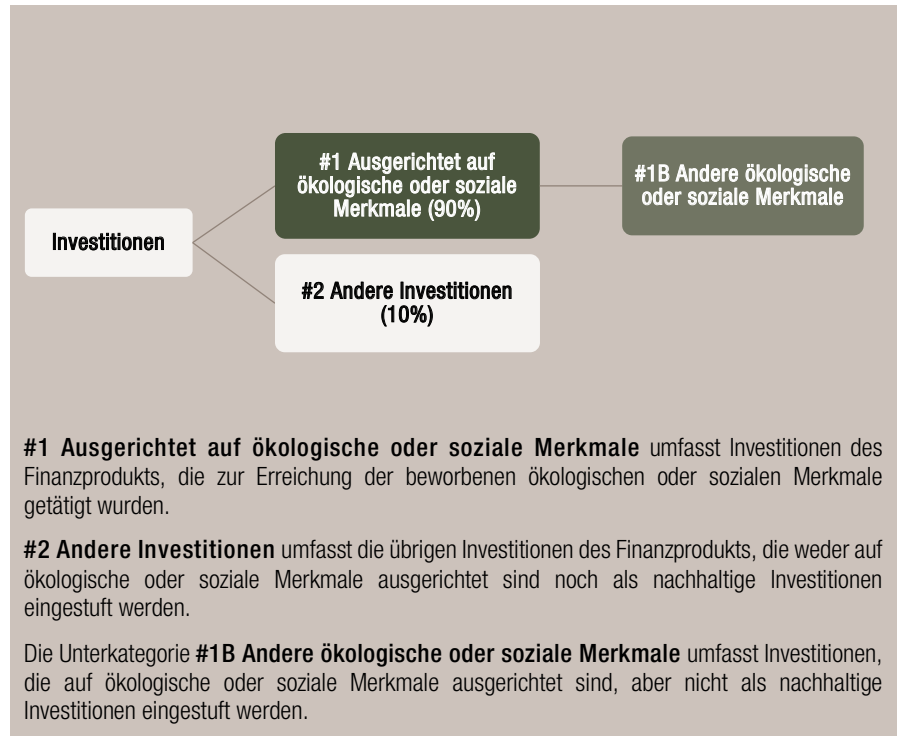 #1 Ausgerichtet auf
ökologische oder soziale
Merkmale (90%)
#1B Andere ökologische
oder soziale Merkmale
Investitionen
#2 Andere Investitionen
(10%)
#1 Ausgerichtet auf ökologische oder soziale Merkmale umfasst Investitionen des
Finanzprodukts, die zur Erreichung der beworbenen ökologischen oder sozialen Merkmale
getätigt wurden.
#2 Andere Investitionen umfasst die übrigen Investitionen des Finanzprodukts, die weder auf
ökologische oder soziale Merkmale ausgerichtet sind noch als nachhaltige Investitionen
eingestuft werden.
Die Unterkategorie #1B Andere ökologische oder soziale Merkmale umfasst Investitionen,
die auf ökologische oder soziale Merkmale ausgerichtet sind, aber nicht als nachhaltige
Investitionen eingestuft werden.